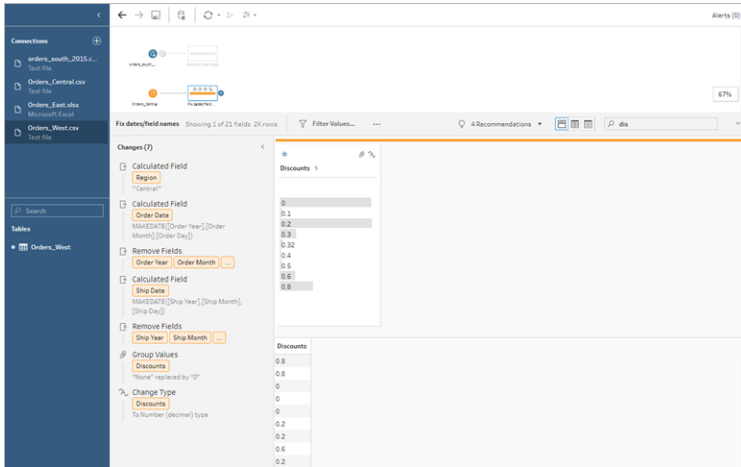 Alerts (0)
Connections
orders_south_2015.c...
Text file
Orders_Central.csv
Text file
Orders_East.xlsx
Microsoft Excel
Orders_West.csv
Text file
Search
Tables
Orders_West
orders_south_...
Orders_Central
Fix dates/field...
67%
Fix dates/field names Showing 1 of 21 fields 2K rows
Filter Values...
4 Recommendations
dis
Changes (7)
Calculated Field
Region
"Central"
Calculated Field
Order Date
MAKEDATE([Order Year],[Order
Month],[Order Day])
Remove Fields
Order Year Order Month ...
Calculated Field
Ship Date
MAKEDATE([Ship Year],[Ship Month],
[Ship Day])
Remove Fields
Ship Year Ship Month ...
Group Values
Discounts
"None" replaced by "0"
Change Type
Discounts
To Number (decimal) type
Discounts 9
0
0.1
0.2
0.3
0.32
0.4
0.5
0.6
0.8
Discounts
0.8
0.8
0
0
0
0.2
0.2
0.6
0.2